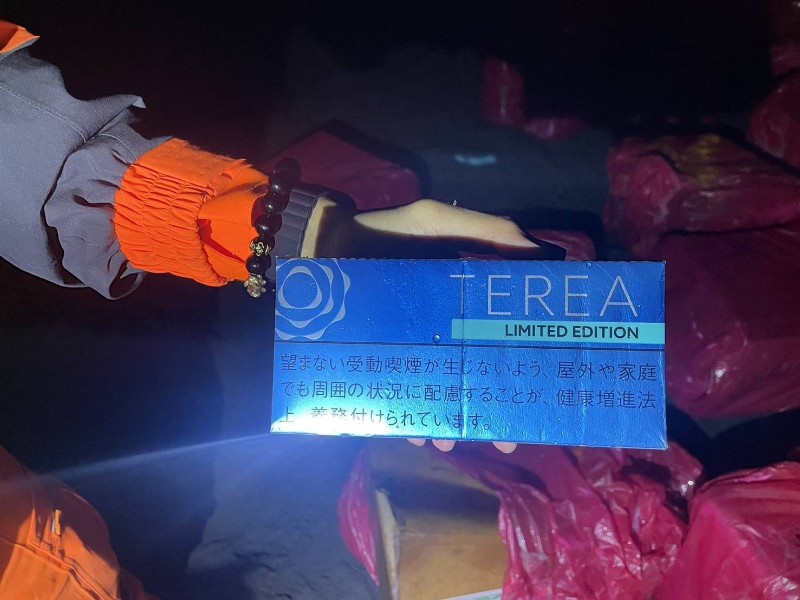 TEREA
LIMITED EDITION
望まない受動喫煙が生じないよう、屋外や家庭
でも周囲の状況に配慮することが、健康増進法
上、義務付けられています。